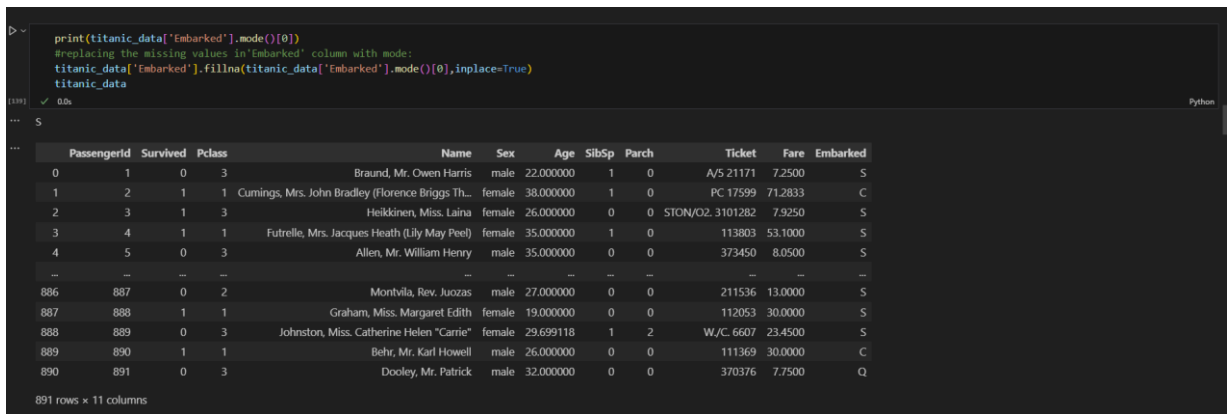 print(titanic_data['Embarked'].mode()[0])
#replacing the missing values in'Embarked' column with mode:
titanic_data['Embarked'].fillna(titanic_data['Embarked'].mode()[0],inplace=True)
titanic_data
[139] ✓ 0.0s Python
... S
...
PassengerId Survived Pclass Name Sex Age SibSp Parch Ticket Fare Embarked
0 1 0 3 Braund, Mr. Owen Harris male 22.000000 1 0 A/5 21171 7.2500 S
1 2 1 1 Cumings, Mrs. John Bradley (Florence Briggs Th... female 38.000000 1 0 PC 17599 71.2833 C
2 3 1 3 Heikkinen, Miss. Laina female 26.000000 0 0 STON/O2. 3101282 7.9250 S
3 4 1 1 Futrelle, Mrs. Jacques Heath (Lily May Peel) female 35.000000 1 0 113803 53.1000 S
4 5 0 3 Allen, Mr. William Henry male 35.000000 0 0 373450 8.0500 S
... ... ... ... ... ... ... ... ... ... ... ...
886 887 0 2 Montvila, Rev. Juozas male 27.000000 0 0 211536 13.0000 S
887 888 1 1 Graham, Miss. Margaret Edith female 19.000000 0 0 112053 30.0000 S
888 889 0 3 Johnston, Miss. Catherine Helen "Carrie" female 29.699118 1 2 W./C. 6607 23.4500 S
889 890 1 1 Behr, Mr. Karl Howell male 26.000000 0 0 111369 30.0000 C
890 891 0 3 Dooley, Mr. Patrick male 32.000000 0 0 370376 7.7500 Q
891 rows × 11 columns